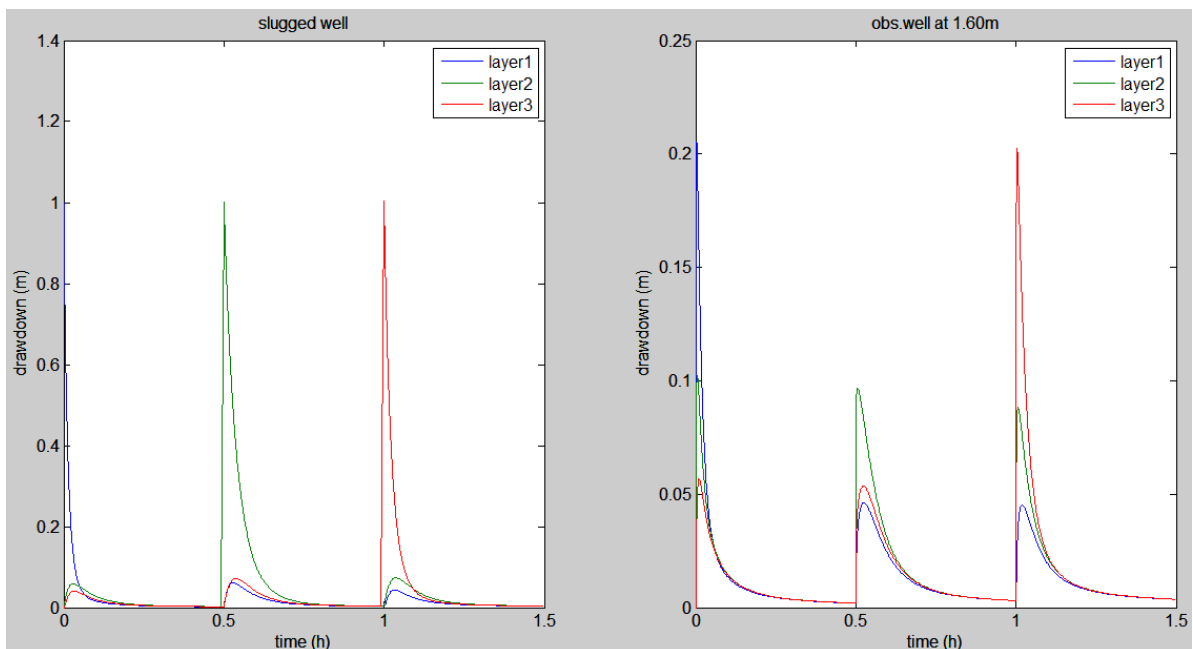 slugged well
1.4
1.2
1
0.8
0.6
0.4
0.2
0
drawdown (m)
0
0.5
1
1.5
time (h)
layer1
layer2
layer3
obs.well at 1.60m
0.25
0.2
0.15
0.1
0.05
0
drawdown (m)
0
0.5
1
1.5
time (h)
layer1
layer2
layer3